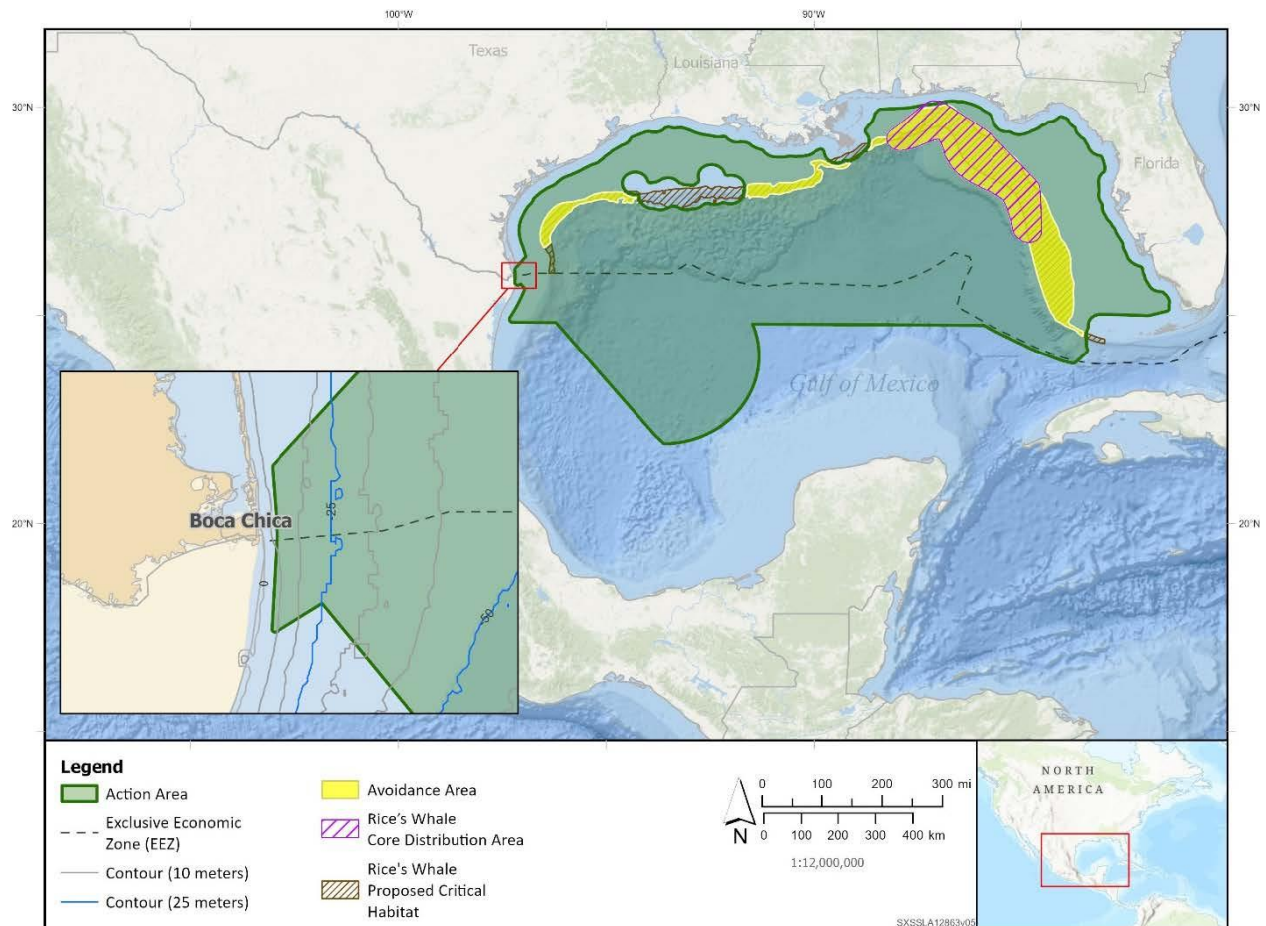 100°W
90°W
30°N
30°N
Texas
Louisiana
Florida
Gulf of Mexico
20°N
20°N
Boca Chica
0
-25
-50
Legend
Action Area
Exclusive Economic
Zone (EEZ)
Contour (10 meters)
Contour (25 meters)
Avoidance Area
Rice's Whale
Core Distribution Area
Rice's Whale
Proposed Critical
Habitat
N
0 100 200 300 mi
0 100 200 300 400 km
1:12,000,000
NORTH
AMERICA
SXSSLA12863v05